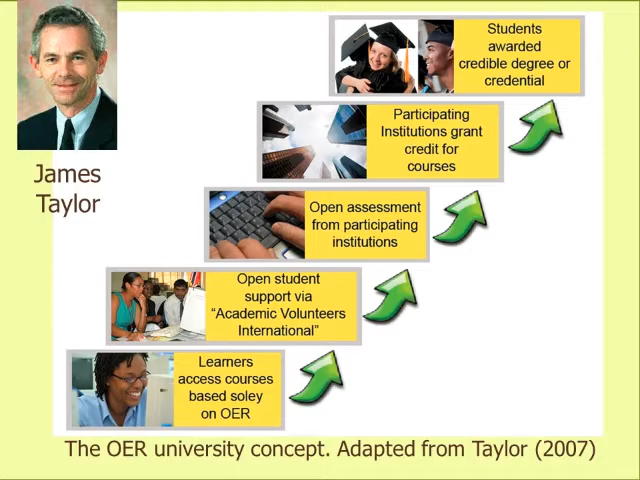 Students
awarded
credible degree or
credential
Participating
Institutions grant
credit for
courses
James
Taylor
Open assessment
from participating
institutions
Open student
support via
"Academic Volunteers
International"
Learners
access courses
based soley
on OER
The OER university concept. Adapted from Taylor (2007)